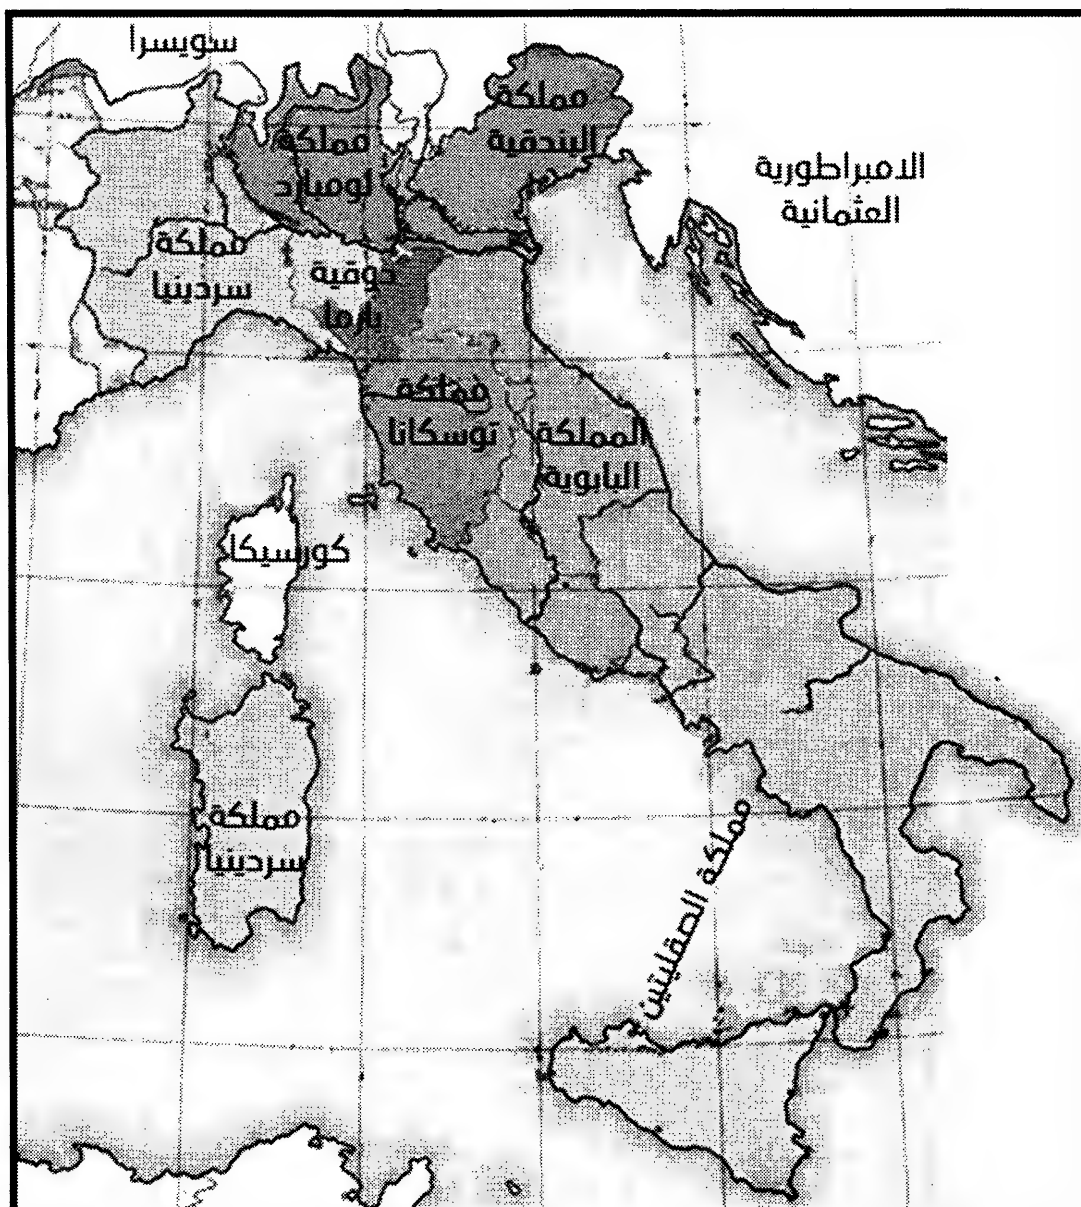 سويسرا
مملكة
البندقية
مملكة
لومبارد
الامبراطورية
العثمانية
مملكة
سردينيا
دوقية
بارما
مملكة
توسكانا
المملكة
البابوية
كورسيكا
مملكة
سردينيا
مملكة الصقليتين